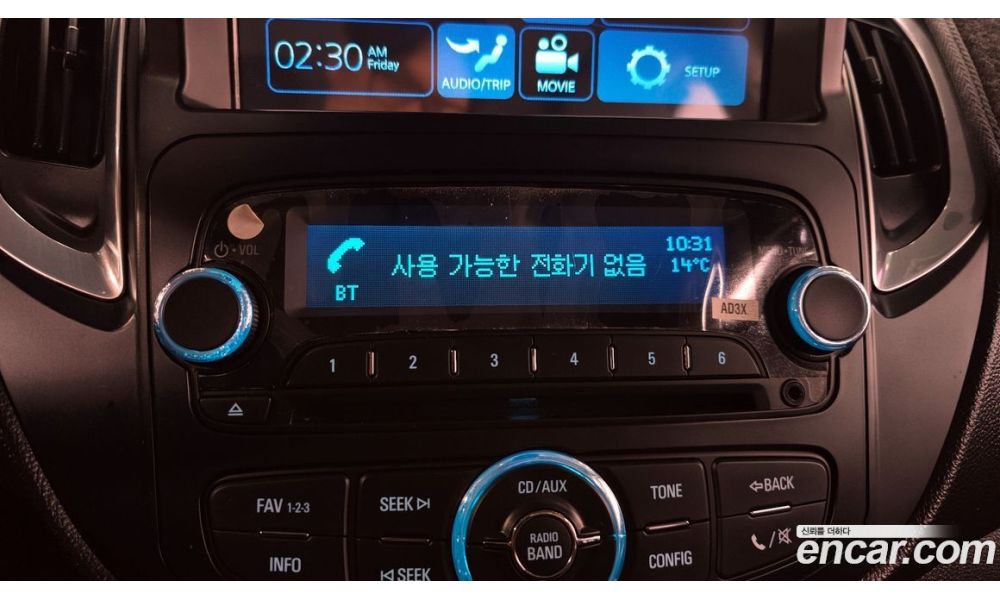 02:30 AM
Friday
AUDIO/TRIP
MOVIE
SETUP
VOL
MENU•TUNE
사용 가능한 전화기 없음
10:31
14°C
BT
AD3X
1 2 3 4 5 6
FAV 1-2-3
SEEK
CD/AUX
TONE
BACK
RADIO
BAND
INFO
SEEK
CONFIG
신뢰를 더하다
encar.com